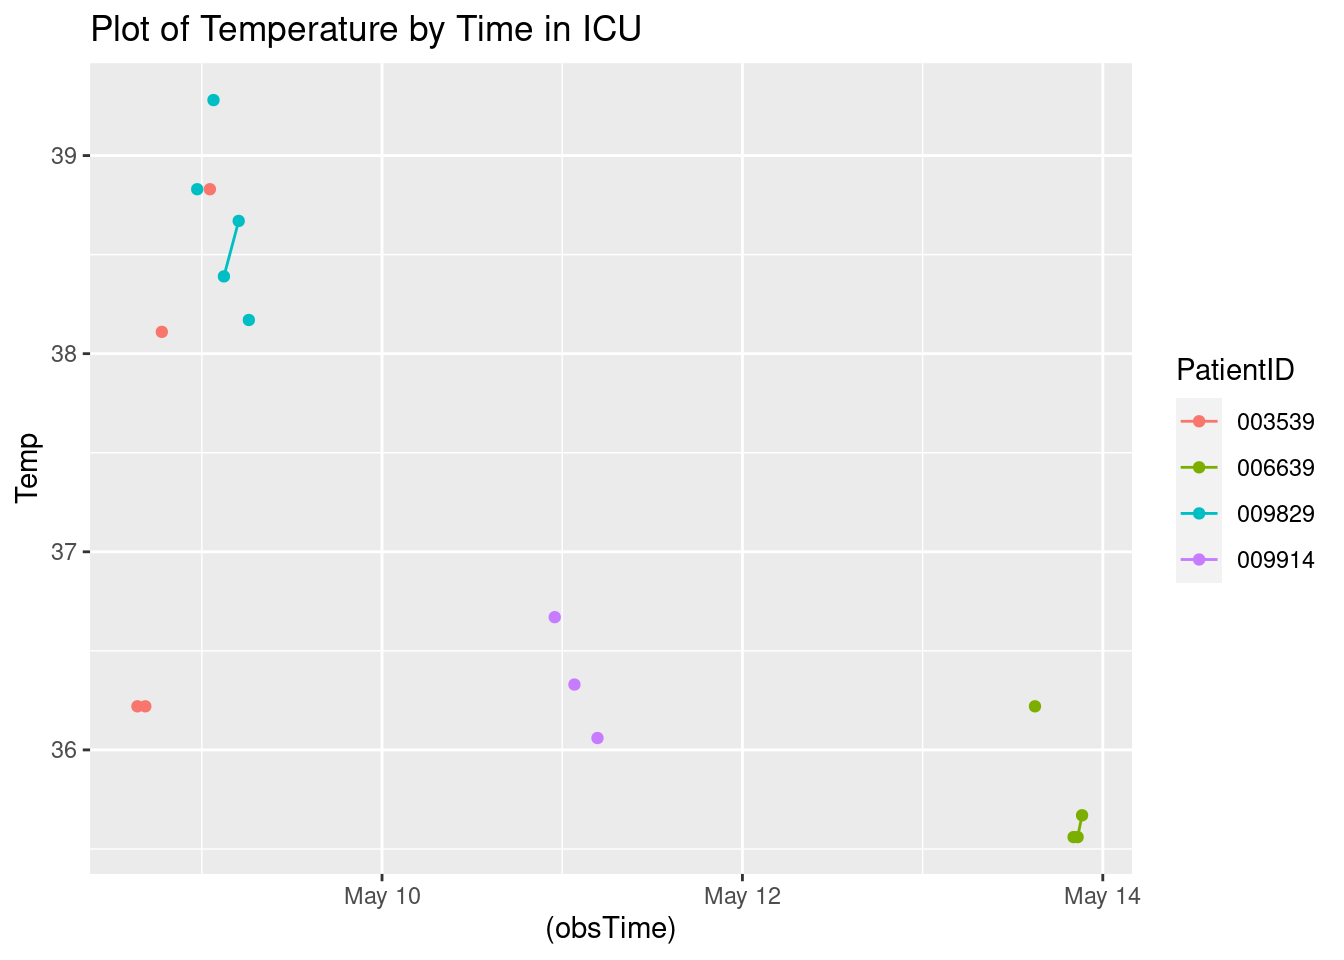 Plot of Temperature by Time in ICU
39
38
37
36
Temp
May 10
May 12
May 14
(obsTime)
PatientID
003539
006639
009829
009914